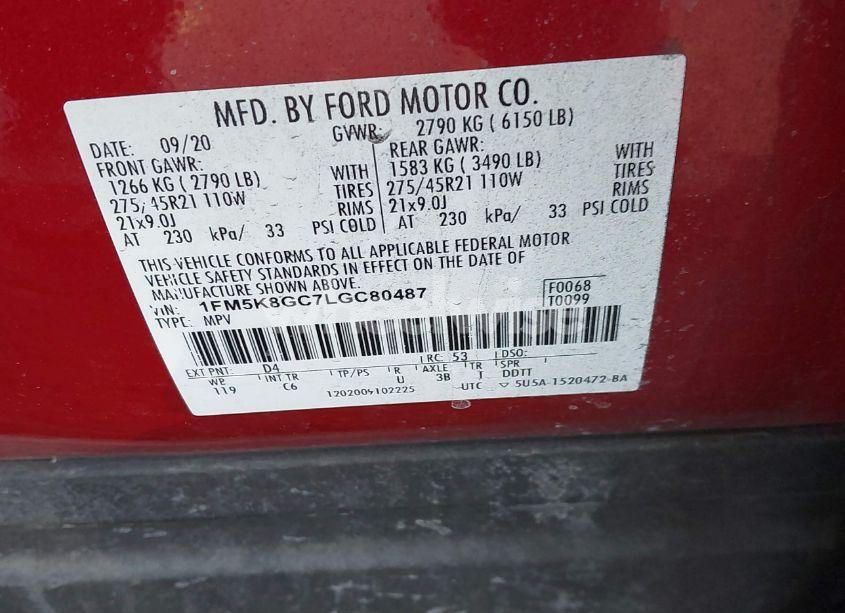 MFD. BY FORD MOTOR CO.
DATE: 09/20 GVWR: 2790 KG ( 6150 LB)
FRONT GAWR: REAR GAWR:
1266 KG ( 2790 LB) WITH 1583 KG ( 3490 LB) WITH
275/45R21 110W TIRES 275/45R21 110W TIRES
21x9.0J RIMS 21x9.0J RIMS
AT 230 kPa/ 33 PSI COLD AT 230 kPa/ 33 PSI COLD
THIS VEHICLE CONFORMS TO ALL APPLICABLE FEDERAL MOTOR
VEHICLE SAFETY STANDARDS IN EFFECT ON THE DATE OF
MANUFACTURE SHOWN ABOVE.
VIN: 1FM5K8GC7LGC80487 F0068
TYPE: MPV T0099
EXT PNT: D4 RC: 53 DSO:
WB INT TR TP/PS R AXLE TR SPR
119 C6 U 3B J DDTT
1202009102225 UTC ▽ 5U5A-1520472-BA